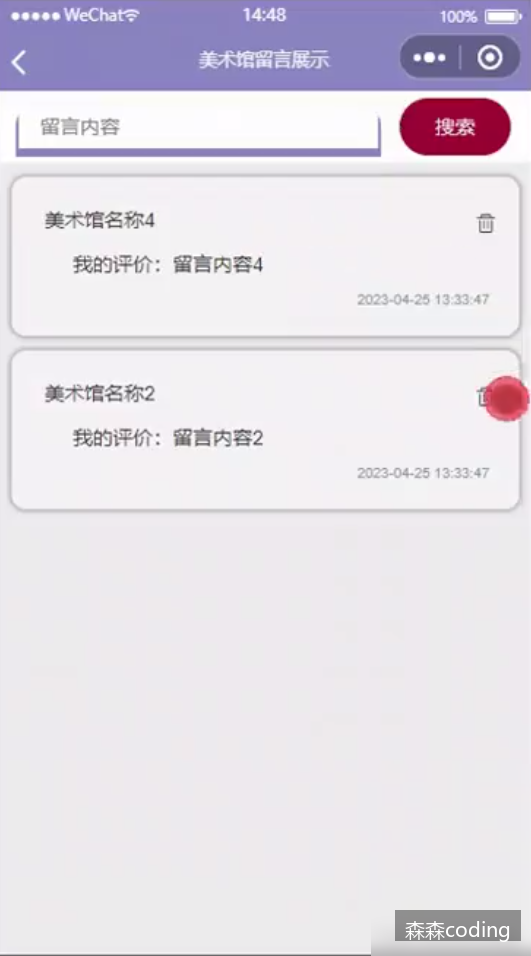 WeChat 14:48 100%
美术馆留言展示
留言内容 搜索
美术馆名称4
我的评价：留言内容4
2023-04-25 13:33:47
美术馆名称2
我的评价：留言内容2
2023-04-25 13:33:47
森森coding